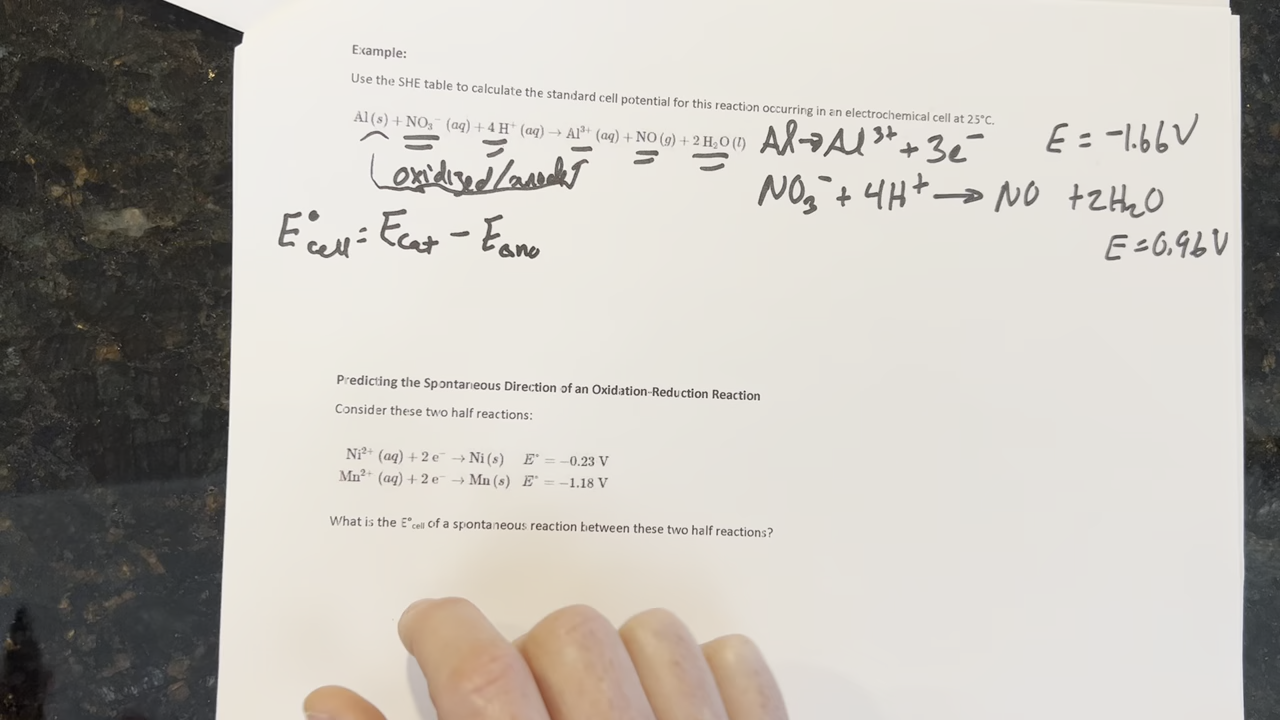 Example:
Use the SHE table to calculate the standard cell potential for this reaction occurring in an electrochemical cell at 25°C.
Al (s) + NO₃⁻ (aq) + 4 H⁺ (aq) → Al³⁺ (aq) + NO (g) + 2 H₂O (l)
Al → Al³⁺ + 3e⁻ E = -1.66V
oxidized/anode
NO₃⁻ + 4H⁺ → NO + 2H₂O
E = 0.96V
E°cell = Ecat - Eano
Predicting the Spontaneous Direction of an Oxidation-Reduction Reaction
Consider these two half reactions:
Ni²⁺ (aq) + 2 e⁻ → Ni (s) E° = -0.23 V
Mn²⁺ (aq) + 2 e⁻ → Mn (s) E° = -1.18 V
What is the E°cell of a spontaneous reaction between these two half reactions?